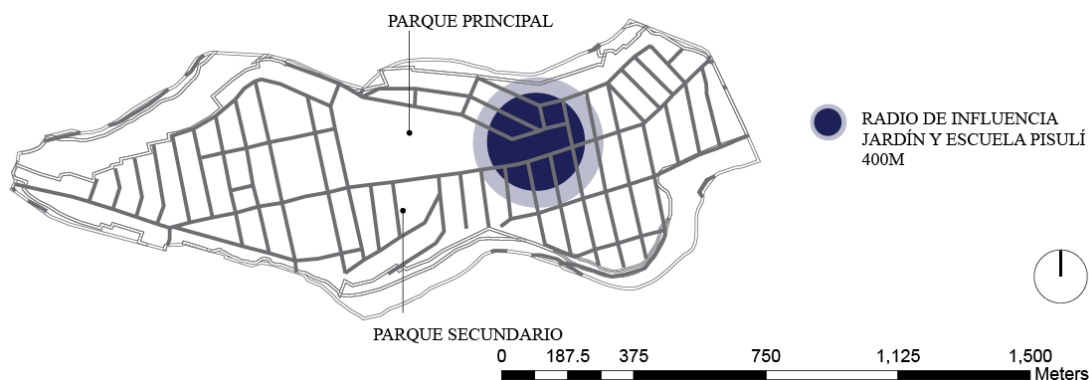 PARQUE PRINCIPAL
RADIO DE INFLUENCIA
JARDÍN Y ESCUELA PISULÍ
400M
PARQUE SECUNDARIO
0 187.5 375 750 1,125 1,500
Meters